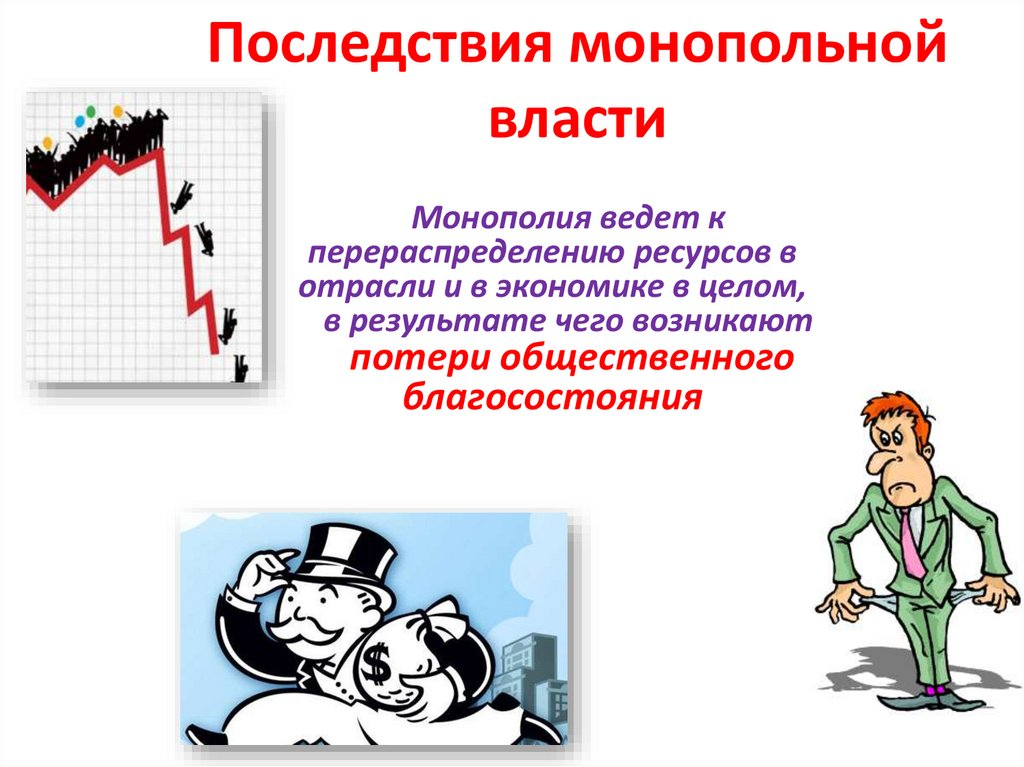 Последствия монопольной
власти
Монополия ведет к
перераспределению ресурсов в
отрасли и в экономике в целом,
в результате чего возникают
потери общественного
благосостояния
$